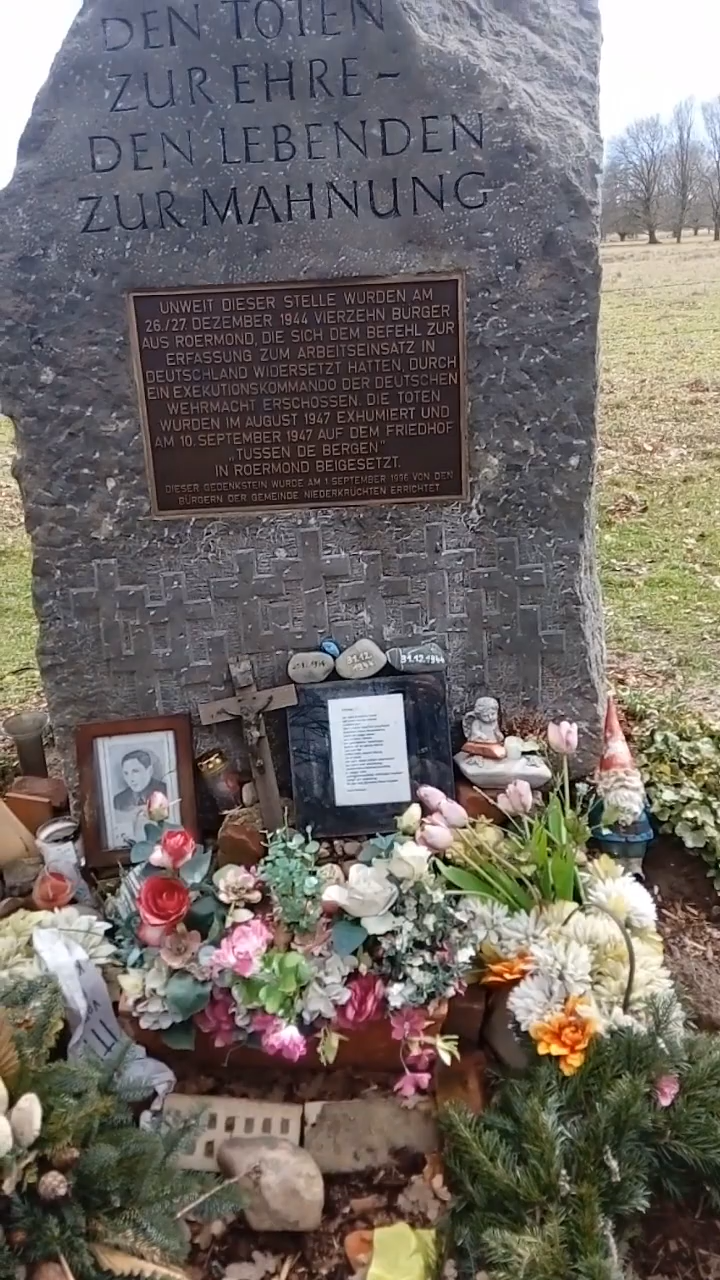 DEN TOTEN
ZUR EHRE –
DEN LEBENDEN
ZUR MAHNUNG
UNWEIT DIESER STELLE WURDEN AM
26./27. DEZEMBER 1944 VIERZEHN BÜRGER
AUS ROERMOND, DIE SICH DEM BEFEHL ZUR
ERFASSUNG ZUM ARBEITSEINSATZ IN
DEUTSCHLAND WIDERSETZT HATTEN, DURCH
EIN EXEKUTIONSKOMMANDO DER DEUTSCHEN
WEHRMACHT ERSCHOSSEN. DIE TOTEN
WURDEN IM AUGUST 1947 EXHUMIERT UND
AM 10. SEPTEMBER 1947 AUF DEM FRIEDHOF
„TUSSEN DE BERGEN"
IN ROERMOND BEIGESETZT.
DIESER GEDENKSTEIN WURDE AM 1. SEPTEMBER 1996 VON DEN
BÜRGERN DER GEMEINDE NIEDERKRÜCHTEN ERRICHTET
31.12.
1944
31.12.1944